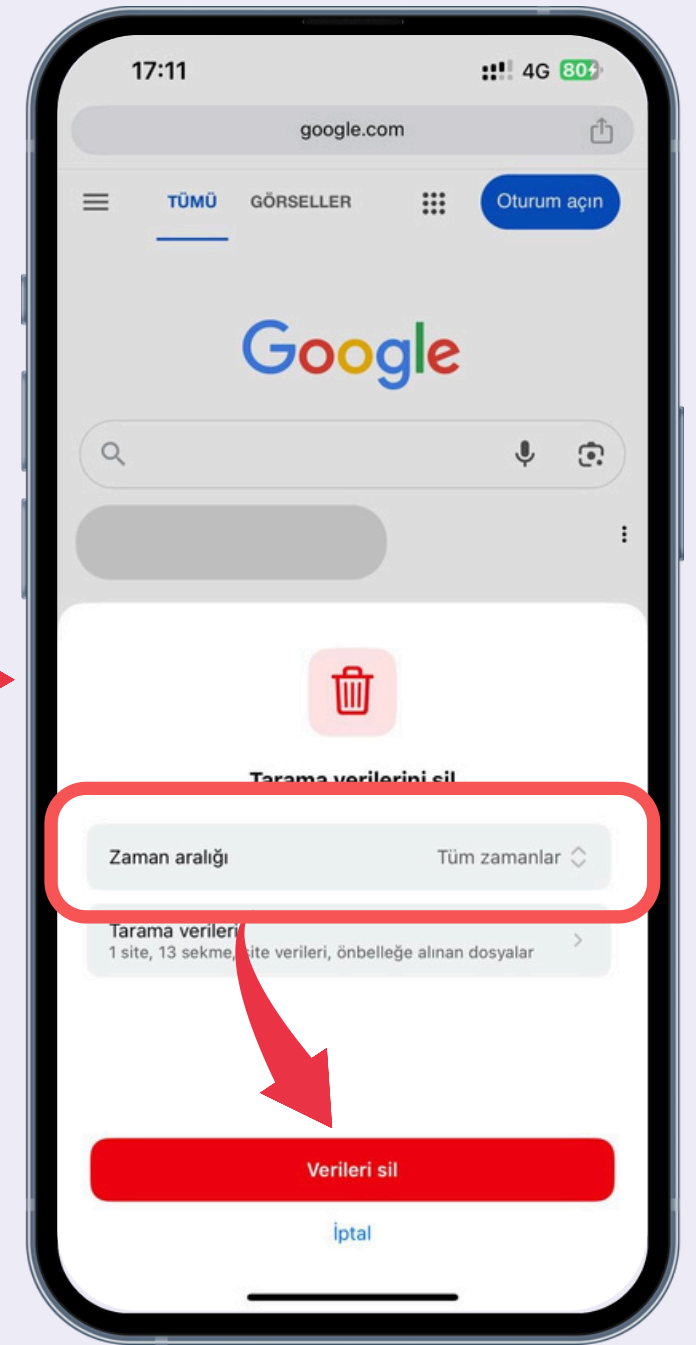 17:11
4G 80
google.com
TÜMÜ GÖRSELLER Oturum açın
Google
Tarama verilerini sil
Zaman aralığı Tüm zamanlar
Tarama verileri
1 site, 13 sekme, site verileri, önbelleğe alınan dosyalar
Verileri sil
İptal